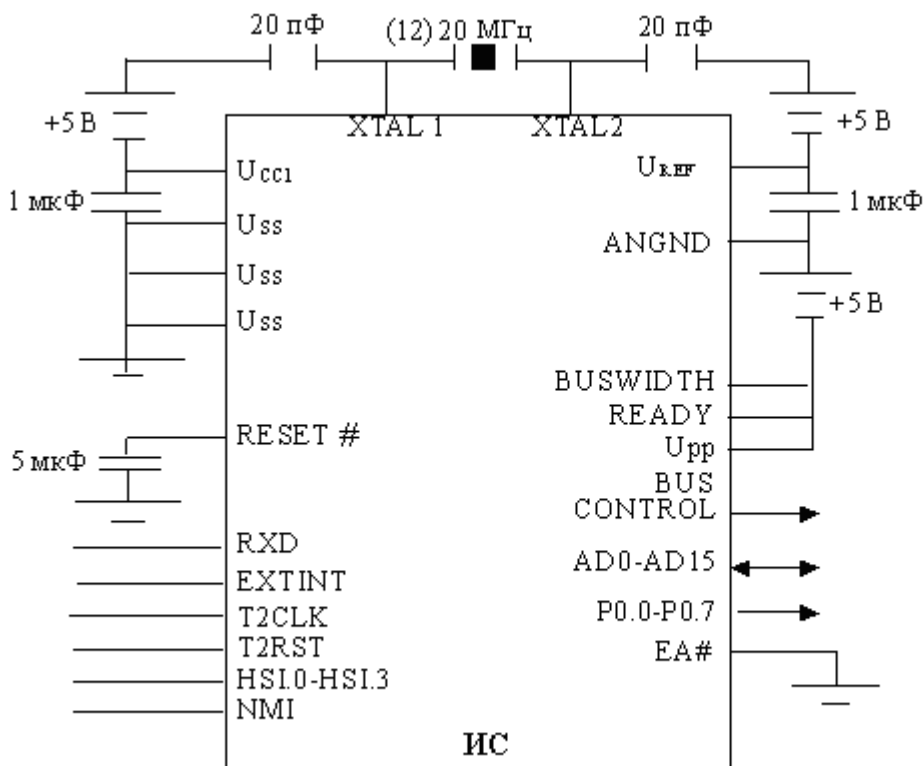 20 пФ
(12) 20 МГц
20 пФ
+5 В
+5 В
XTAL 1
XTAL2
UCC1
UREF
1 мкФ
1 мкФ
USS
ANGND
USS
+5 В
USS
BUSWIDTH
READY
RESET #
Upp
5 мкФ
BUS
CONTROL
RXD
AD0-AD15
EXTINT
T2CLK
P0.0-P0.7
T2RST
EA#
HSI.0-HSI.3
NMI
ИС